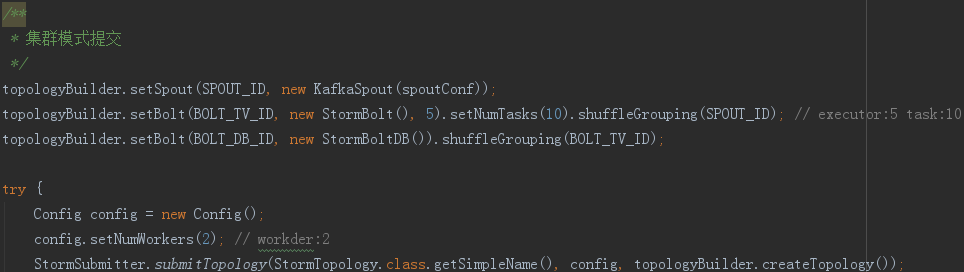 /**
 * 集群模式提交
 */
topologyBuilder.setSpout(SPOUT_ID, new KafkaSpout(spoutConf));
topologyBuilder.setBolt(BOLT_TV_ID, new StormBolt(), 5).setNumTasks(10).shuffleGrouping(SPOUT_ID); // executor:5 task:10
topologyBuilder.setBolt(BOLT_DB_ID, new StormBoltDB()).shuffleGrouping(BOLT_TV_ID);
try {
    Config config = new Config();
    config.setNumWorkers(2); // workder:2
    StormSubmitter.submitTopology(StormTopology.class.getSimpleName(), config, topologyBuilder.createTopology());